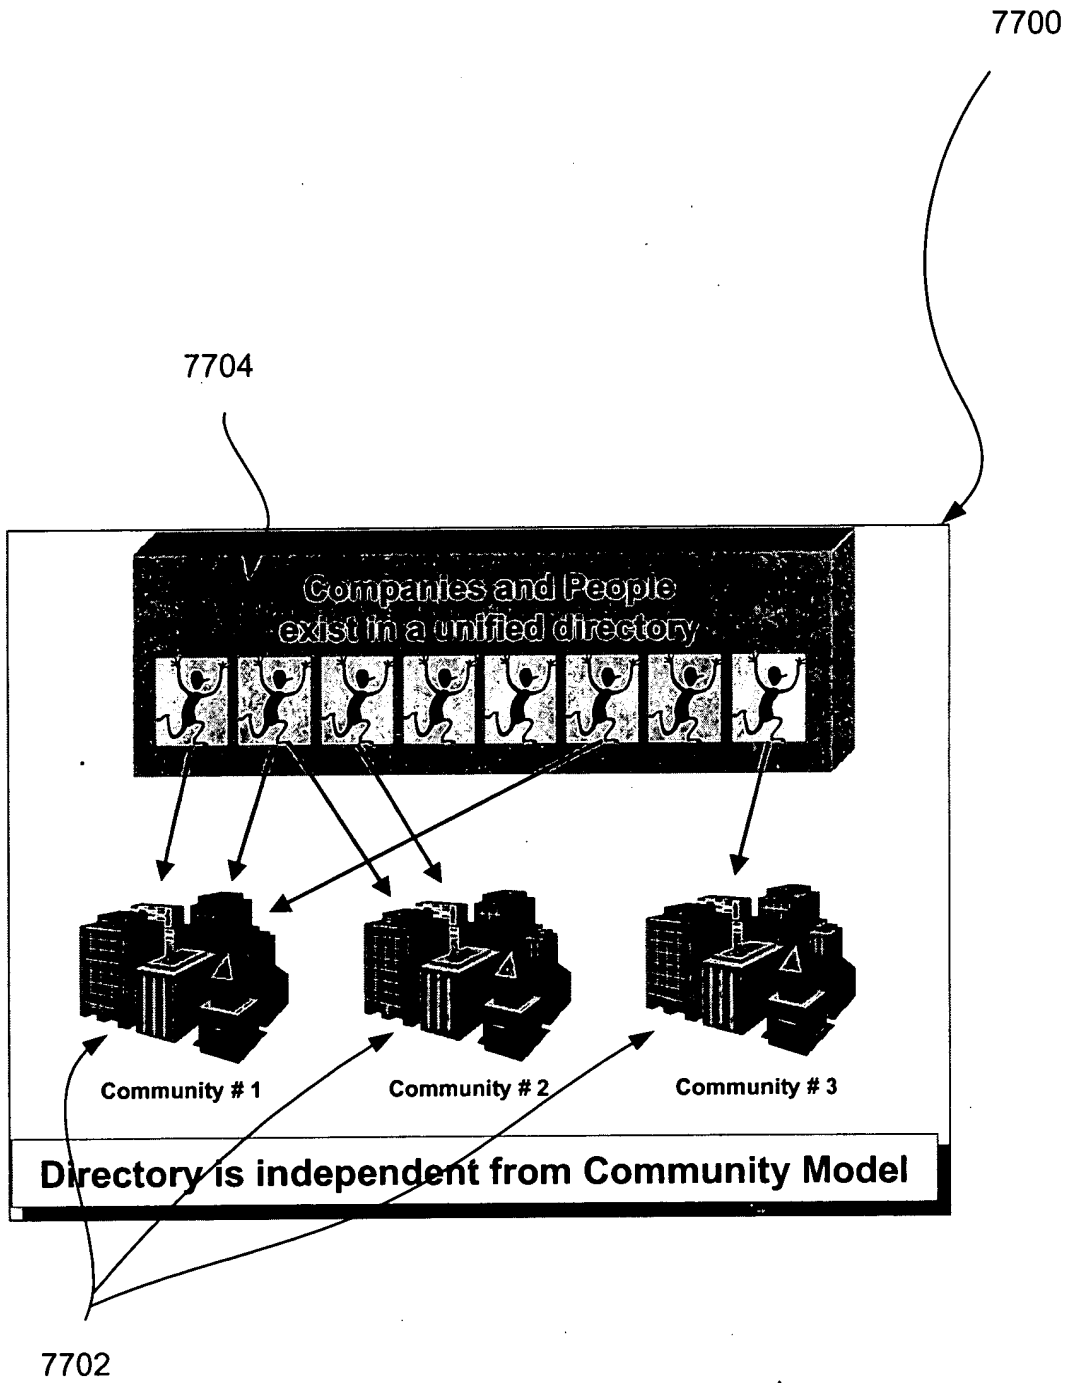 7700
7704
Companies and People
exist in a unified directory
Community # 1
Community # 2
Community # 3
Directory is independent from Community Model
7702